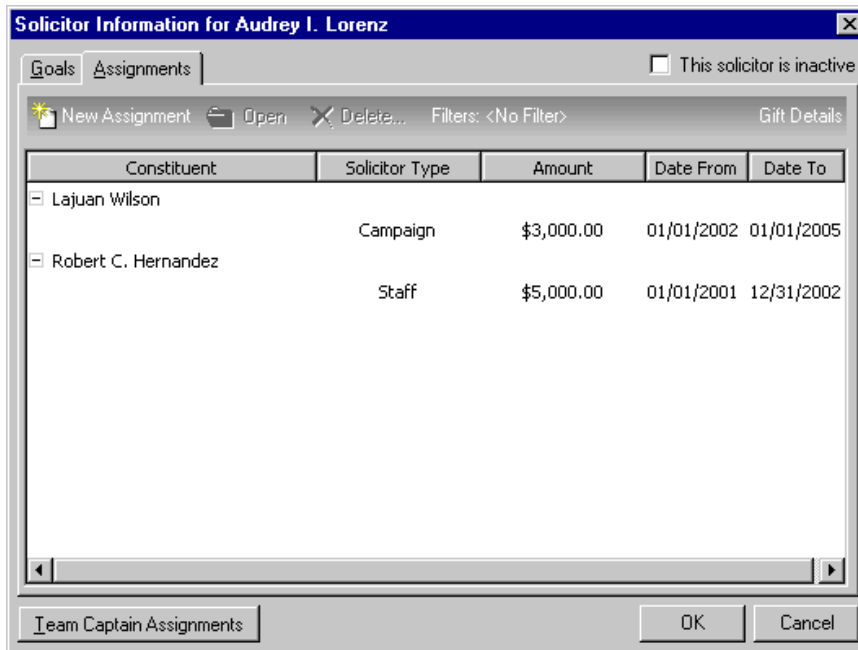 Solicitor Information for Audrey I. Lorenz
Goals Assignments This solicitor is inactive
New Assignment Open Delete... Filters: <No Filter> Gift Details
Constituent Solicitor Type Amount Date From Date To
Lajuan Wilson
Campaign $3,000.00 01/01/2002 01/01/2005
Robert C. Hernandez
Staff $5,000.00 01/01/2001 12/31/2002
Team Captain Assignments OK Cancel